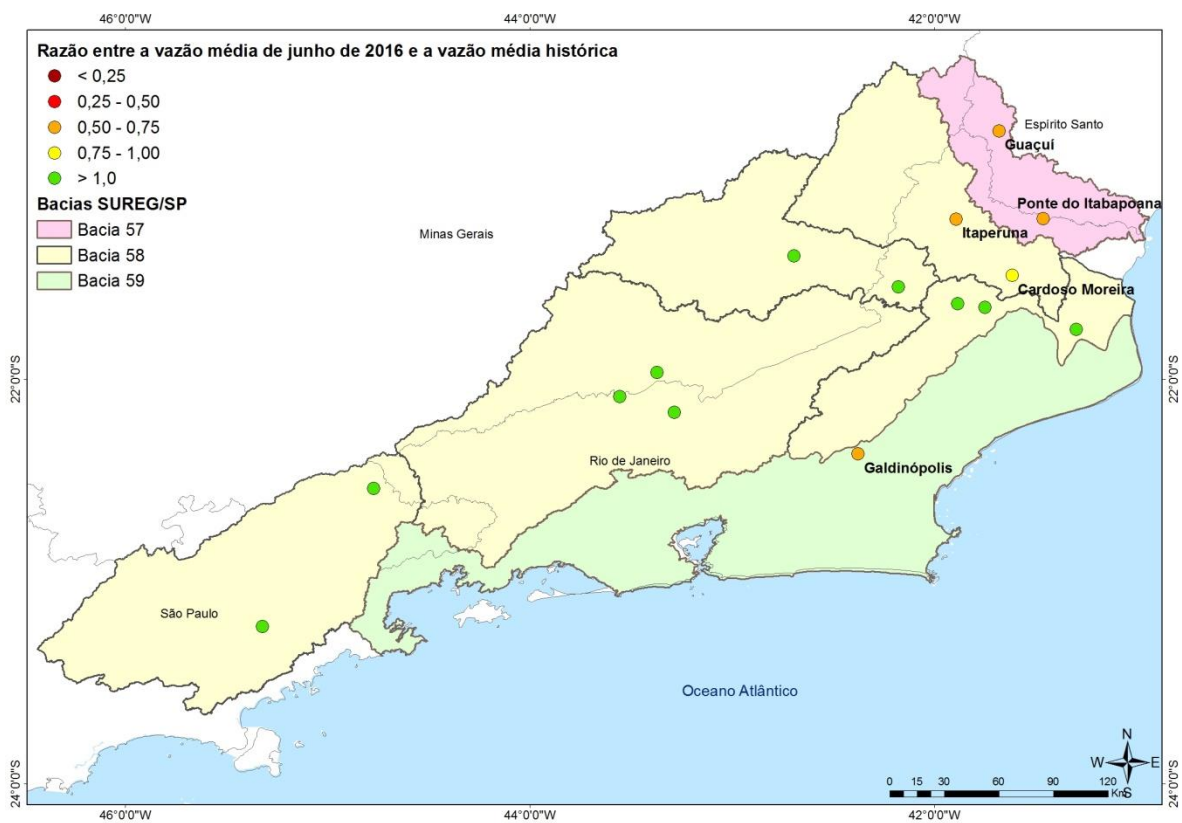 46°0'0"W
44°0'0"W
42°0'0"W
Razão entre a vazão média de junho de 2016 e a vazão média histórica
< 0,25
0,25 - 0,50
0,50 - 0,75
0,75 - 1,00
> 1,0
Bacias SUREG/SP
Bacia 57
Bacia 58
Bacia 59
Espírito Santo
Guaçuí
Ponte do Itabapoana
Minas Gerais
Itaperuna
Cardoso Moreira
22°0'0"S
22°0'0"S
Rio de Janeiro
Galdinópolis
São Paulo
Oceano Atlântico
N
W
E
S
0 15 30 60 90 120
Km
24°0'0"S
24°0'0"S
46°0'0"W
44°0'0"W
42°0'0"W